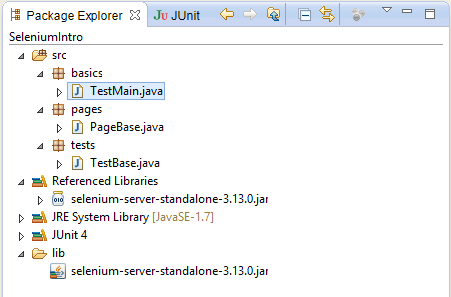 Package Explorer JUnit
SeleniumIntro
src
basics
TestMain.java
pages
PageBase.java
tests
TestBase.java
Referenced Libraries
selenium-server-standalone-3.13.0.jar
JRE System Library [JavaSE-1.7]
JUnit 4
lib
selenium-server-standalone-3.13.0.jar